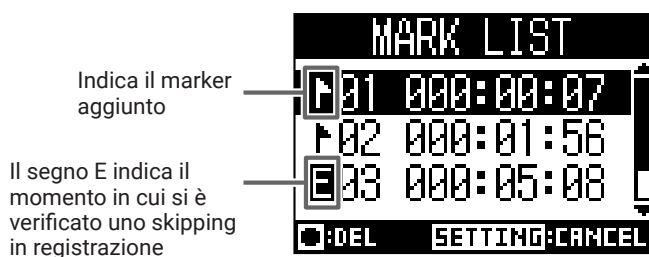 MARK LIST
Indica il marker
aggiunto
01 000:00:07
02 000:01:56
Il segno E indica il
momento in cui si è
verificato uno skipping
in registrazione
E03 000:05:08
:DEL SETTING:CANCEL